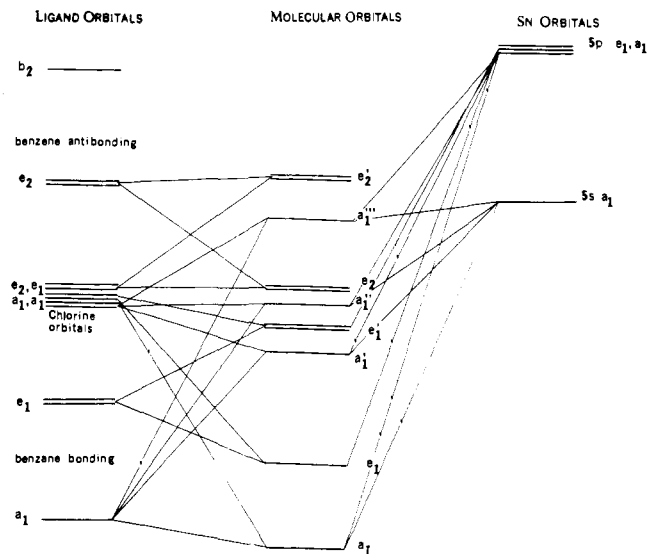 LIGAND ORBITALS
MOLECULAR ORBITALS
SN ORBITALS
b2
benzene antibonding
e2
e2,e1
a1,a1
Chlorine
orbitals
e1
benzane bonding
a1
e2'
a1'''
e2
a1''
e1'
a1'
e1
a1
5p e1,a1
5s a1